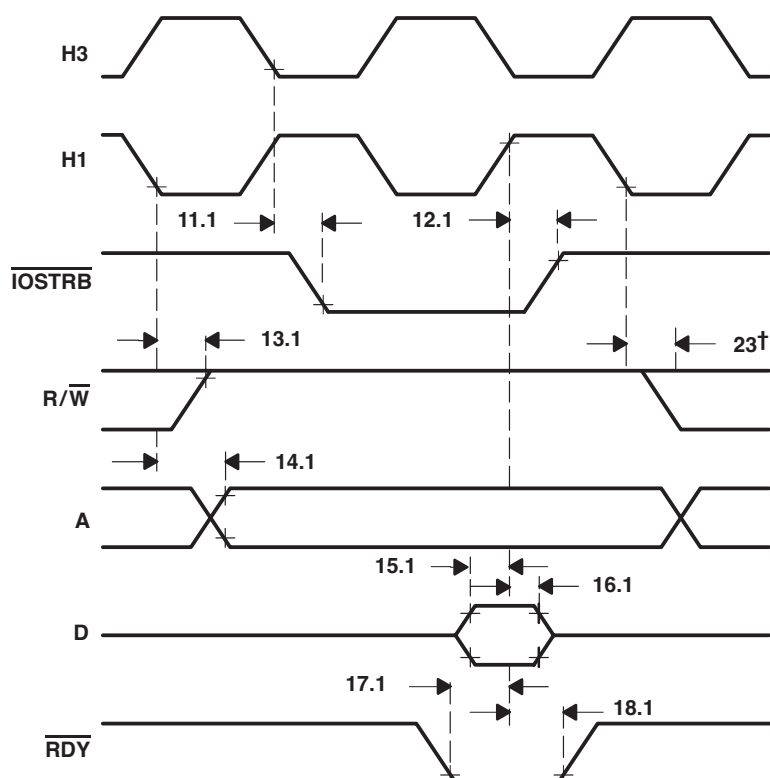 H3
H1
11.1 12.1
IOSTRB
13.1 23†
R/W
14.1
A
15.1
16.1
D
17.1
18.1
RDY